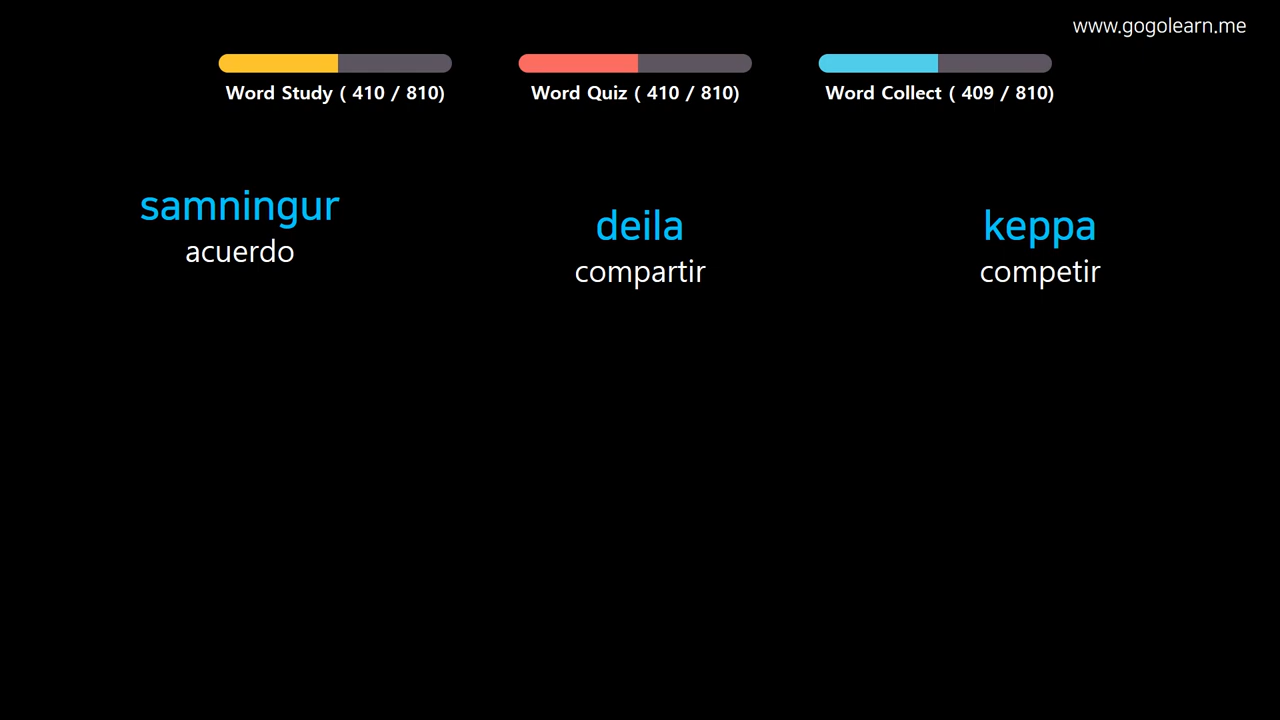 www.gogolearn.me
Word Study ( 410 / 810)
Word Quiz ( 410 / 810)
Word Collect ( 409 / 810)
samningur
acuerdo
deila
compartir
keppa
competir